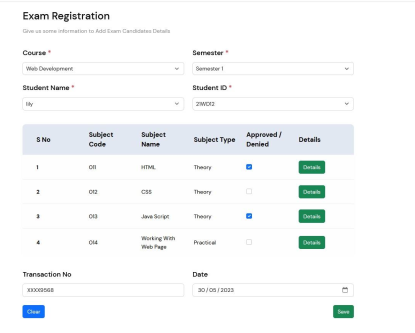 Exam Registration
Give us some information to Add Exam Candidates Details
Course * Semester *
Web Development Semester 1
Student Name * Student ID *
lily 21WD12
S No Subject Code Subject Name Subject Type Approved / Denied Details
1 011 HTML Theory Details
2 012 CSS Theory Details
3 013 Java Script Theory Details
4 014 Working With Web Page Practical Details
Transaction No Date
XXXX9568 30 / 05 / 2023
Clear Save